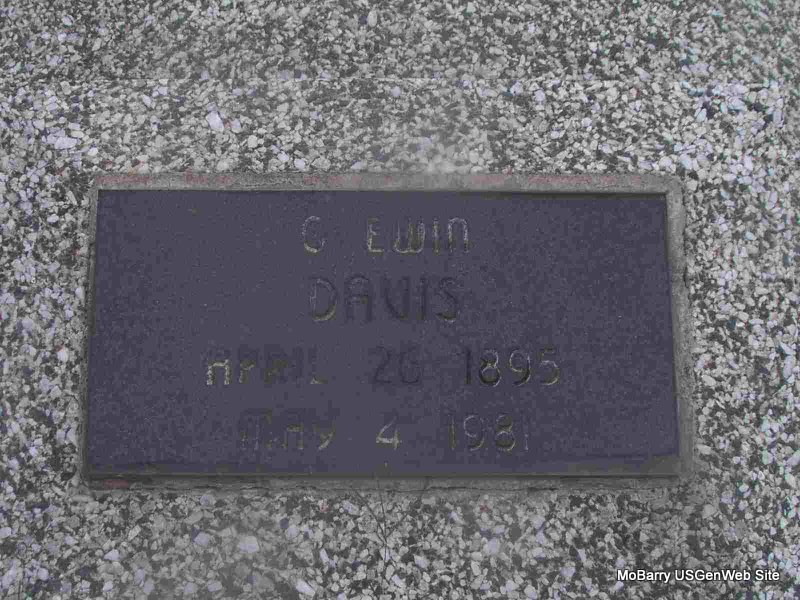 C EWIN
DAVIS
APRIL 26 1895
MAY 4 1981
MoBarry USGenWeb Site